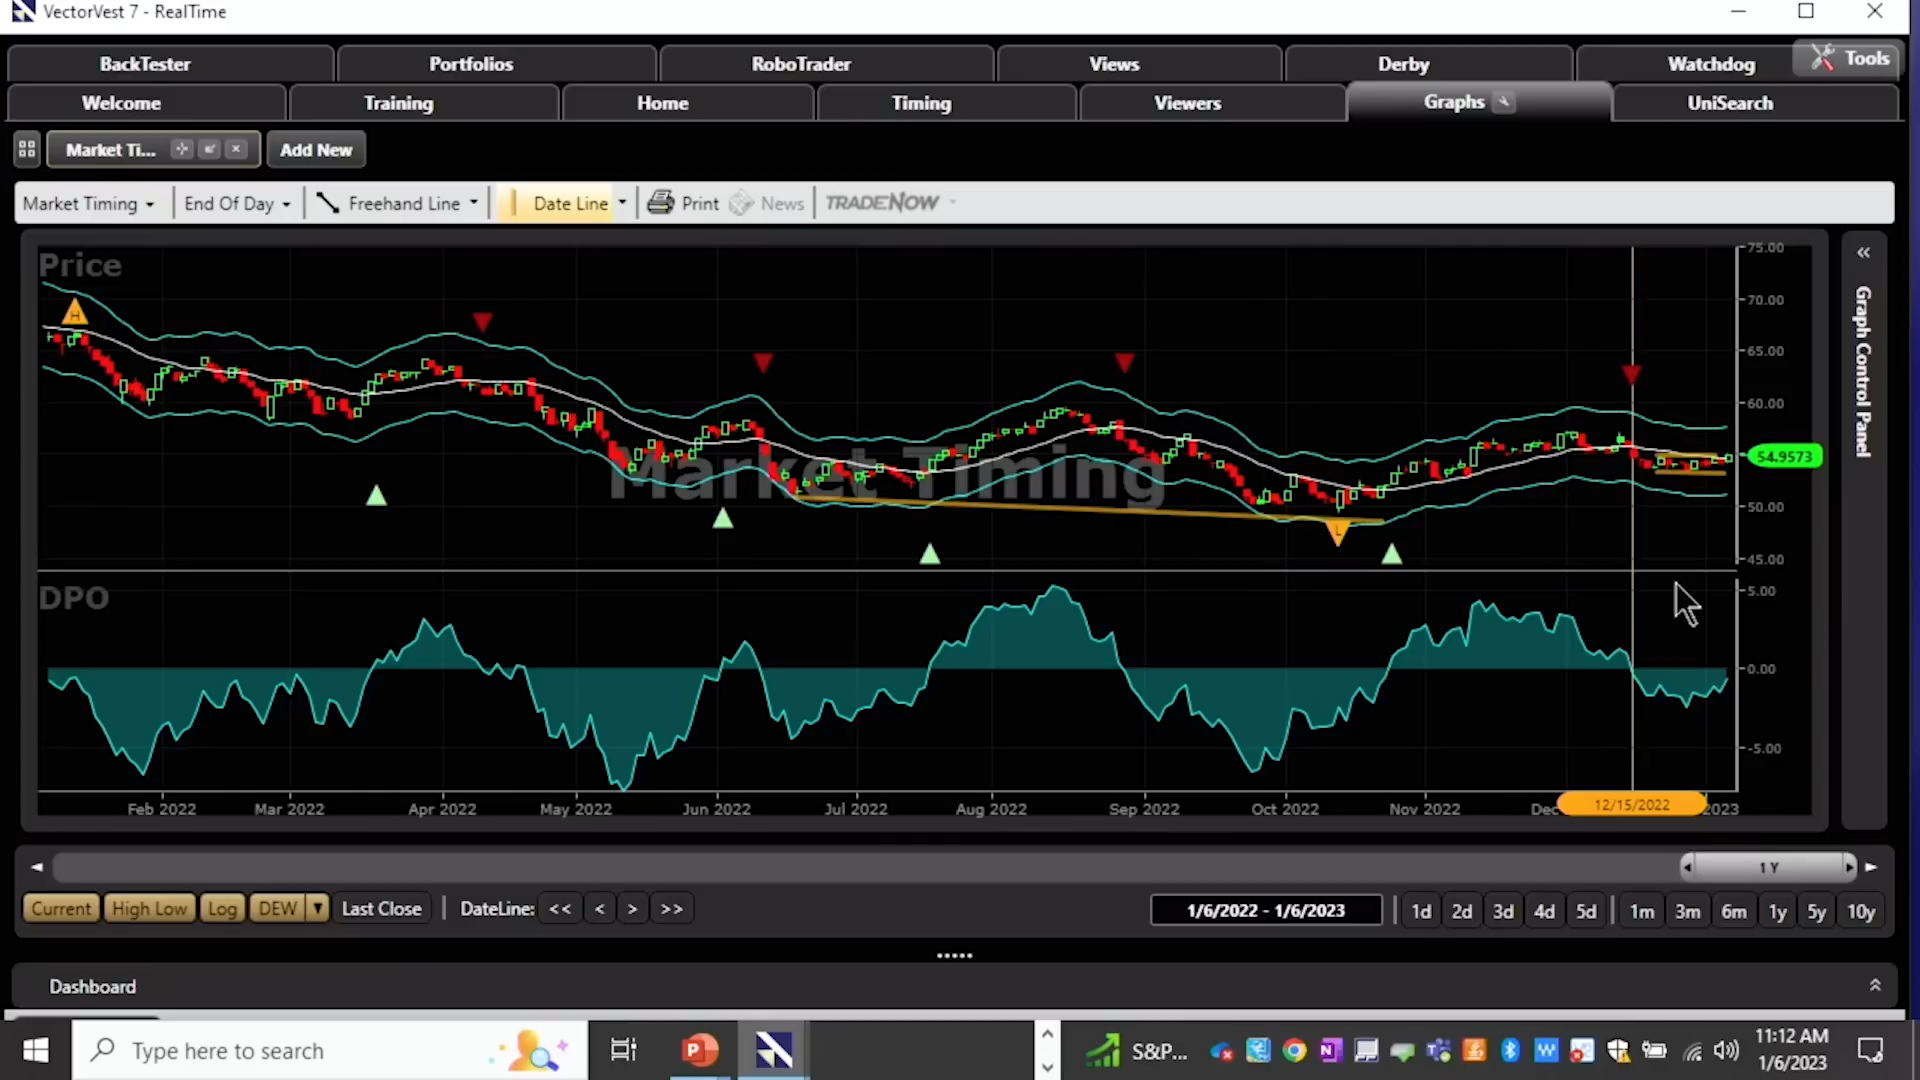 VectorVest 7 - RealTime
BackTester Portfolios RoboTrader Views Derby Watchdog Tools
Welcome Training Home Timing Viewers Graphs UniSearch
Market Ti... Add New
Market Timing End Of Day Freehand Line Date Line Print News TRADENOW
Price
H
75.00
70.00
65.00
60.00
54.9573
50.00
45.00
Market Timing
L
Graph Control Panel
DPO
5.00
0.00
-5.00
Feb 2022 Mar 2022 Apr 2022 May 2022 Jun 2022 Jul 2022 Aug 2022 Sep 2022 Oct 2022 Nov 2022 Dec 12/15/2022 2023
1 Y
Current High Low Log DEW Last Close DateLine: << < > >> 1/6/2022 - 1/6/2023 1d 2d 3d 4d 5d 1m 3m 6m 1y 5y 10y
Dashboard
Type here to search S&P... 11:12 AM
1/6/2023